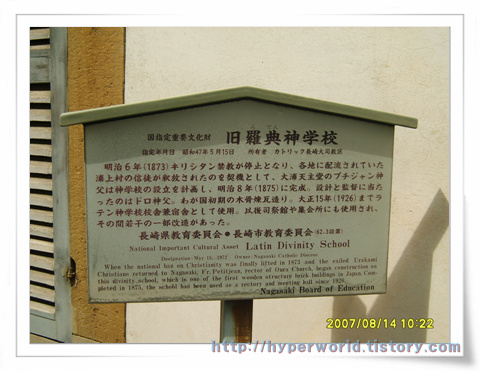 国指定重要文化財 旧羅典神学校
指定年月日 昭和47年5月15日 所有者 カトリック長崎大司教区
明治6年(1873)キリシタン禁教が停止となり、各地に配流されていた
浦上村の信徒が釈放されたのを契機として、大浦天主堂のプチジャン神
父は神学校の設立を計画し、明治8年(1875)に完成。設計と監督に当た
ったのはドロ神父。わが国初期の木骨煉瓦造り。大正15年(1926)までラ
テン神学校校舎兼宿舎として使用。以後司祭館や集会所にも使用され、
その間若干の一部改造があった。
長崎県教育委員会●長崎市教育委員会(62.3設置)
National Important Cultural Asset Latin Divinity School
Designation: May 15, 1972 Owner: Nagasaki Catholic Diocese
When the national ban on Christianity was finally lifted in 1873 and the exiled Urakami
Christians returned to Nagasaki, Fr. Petitjean, rector of Oura Church, began construction on
this divinity school, which is one of the first wooden structure brick buildings in Japan. Com-
pleted in 1875, the school had been used as a rectory and meeting hall since 1926.
Nagasaki Board of Education
2007/08/14 10:22
http://hyperworld.tistory.com